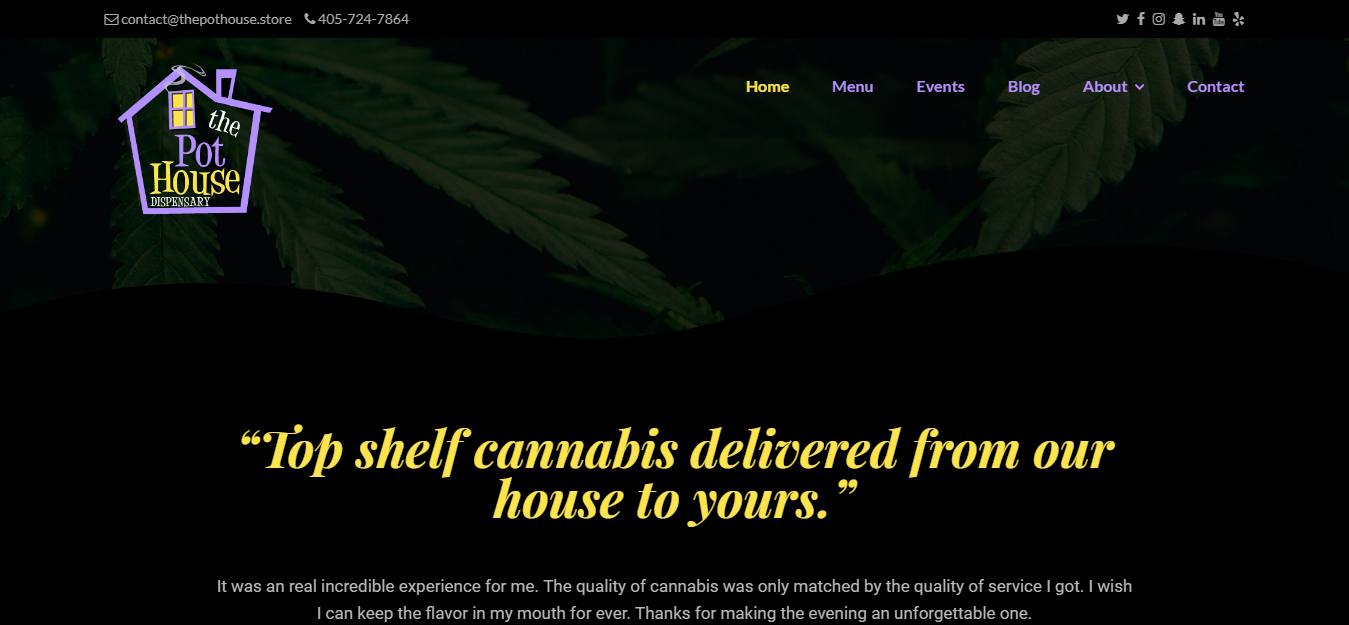 contact@thepothouse.store 405-724-7864
the
Pot
House
DISPENSARY
Home Menu Events Blog About Contact
“Top shelf cannabis delivered from our
house to yours.”
It was an real incredible experience for me. The quality of cannabis was only matched by the quality of service I got. I wish
I can keep the flavor in my mouth for ever. Thanks for making the evening an unforgettable one.